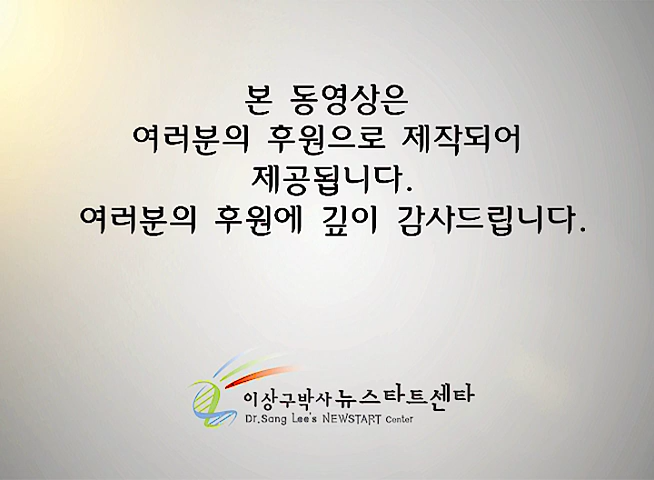 본 동영상은
여러분의 후원으로 제작되어
제공됩니다.
여러분의 후원에 깊이 감사드립니다.
이상구박사 뉴스타트센타
Dr.Sang Lee's NEWSTART Center